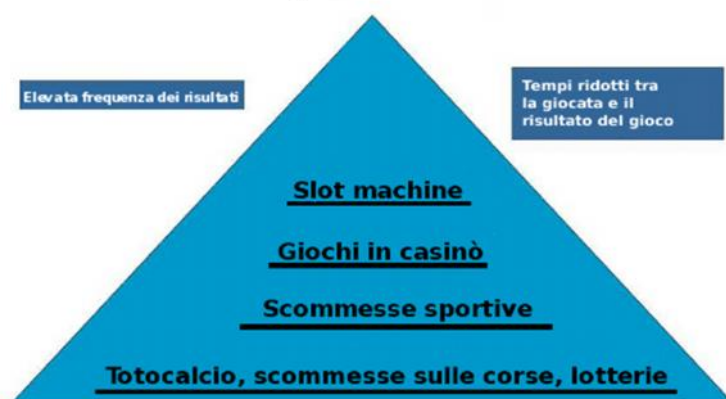 Elevata frequenza dei risultati
Tempi ridotti tra
la giocata e il
risultato del gioco
Slot machine
Giochi in casinò
Scommesse sportive
Totocalcio, scommesse sulle corse, lotterie